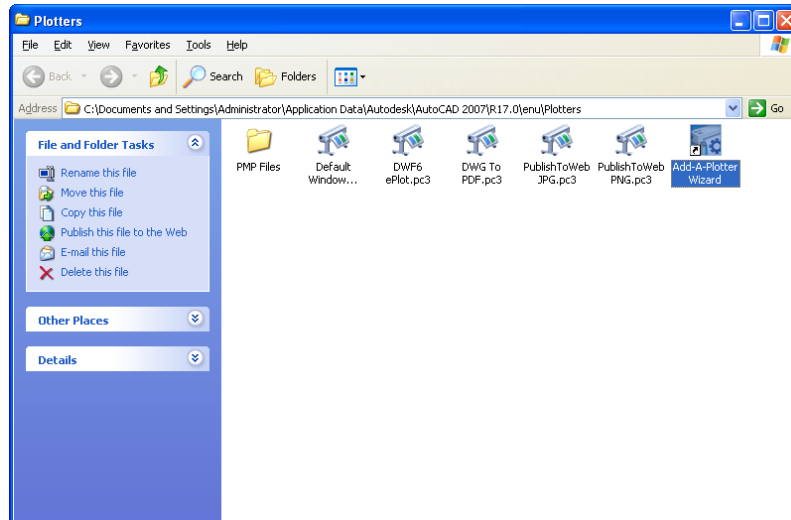 Plotters
File Edit View Favorites Tools Help
Back Search Folders
Address C:\Documents and Settings\Administrator\Application Data\Autodesk\AutoCAD 2007\R17.0\enu\Plotters Go
File and Folder Tasks
Rename this file
Move this file
Copy this file
Publish this file to the Web
E-mail this file
Delete this file
Other Places
Details
PMP Files
Default
Window...
DWF6
ePlot.pc3
DWG To
PDF.pc3
PublishToWeb
JPG.pc3
PublishToWeb
PNG.pc3
Add-A-Plotter
Wizard